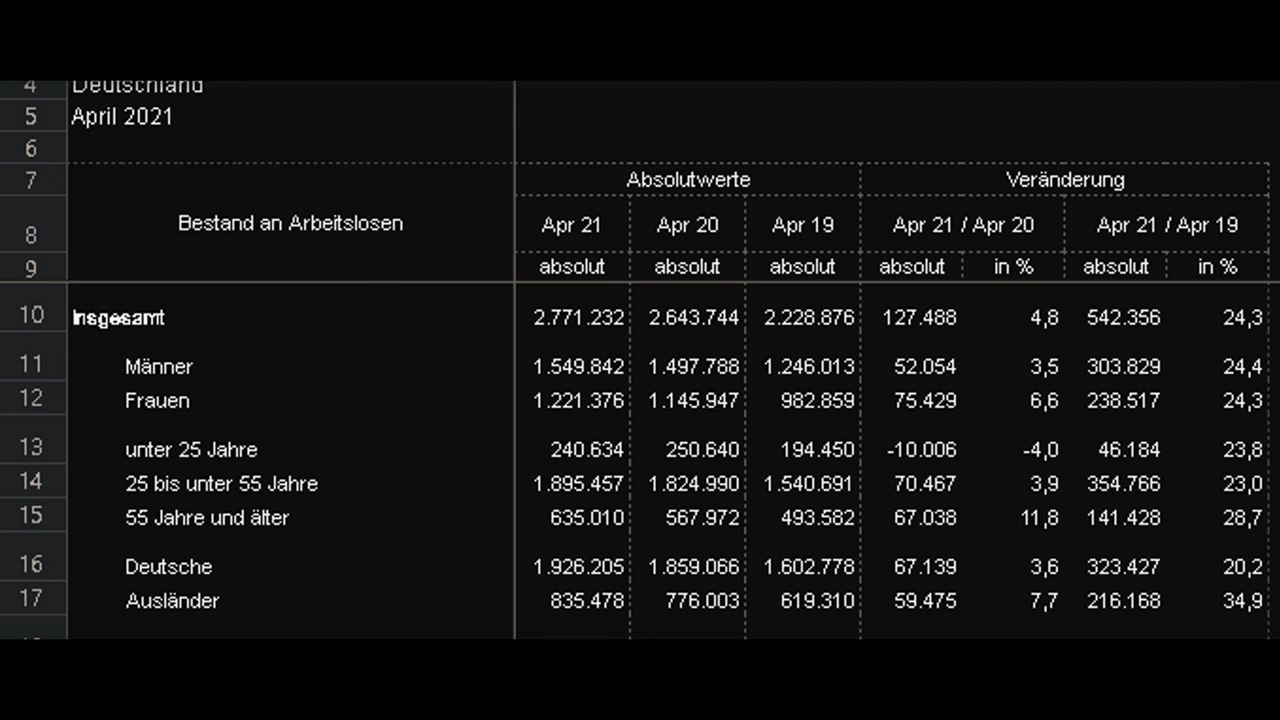 4 Deutschland
5 April 2021
6
7 Absolutwerte Veränderung
8 Bestand an Arbeitslosen Apr 21 Apr 20 Apr 19 Apr 21 / Apr 20 Apr 21 / Apr 19
9 absolut absolut absolut absolut in % absolut in %
10 Insgesamt 2.771.232 2.643.744 2.228.876 127.488 4,8 542.356 24,3
11 Männer 1.549.842 1.497.788 1.246.013 52.054 3,5 303.829 24,4
12 Frauen 1.221.376 1.145.947 982.859 75.429 6,6 238.517 24,3
13 unter 25 Jahre 240.634 250.640 194.450 -10.006 -4,0 46.184 23,8
14 25 bis unter 55 Jahre 1.895.457 1.824.990 1.540.691 70.467 3,9 354.766 23,0
15 55 Jahre und älter 635.010 567.972 493.582 67.038 11,8 141.428 28,7
16 Deutsche 1.926.205 1.859.066 1.602.778 67.139 3,6 323.427 20,2
17 Ausländer 835.478 776.003 619.310 59.475 7,7 216.168 34,9